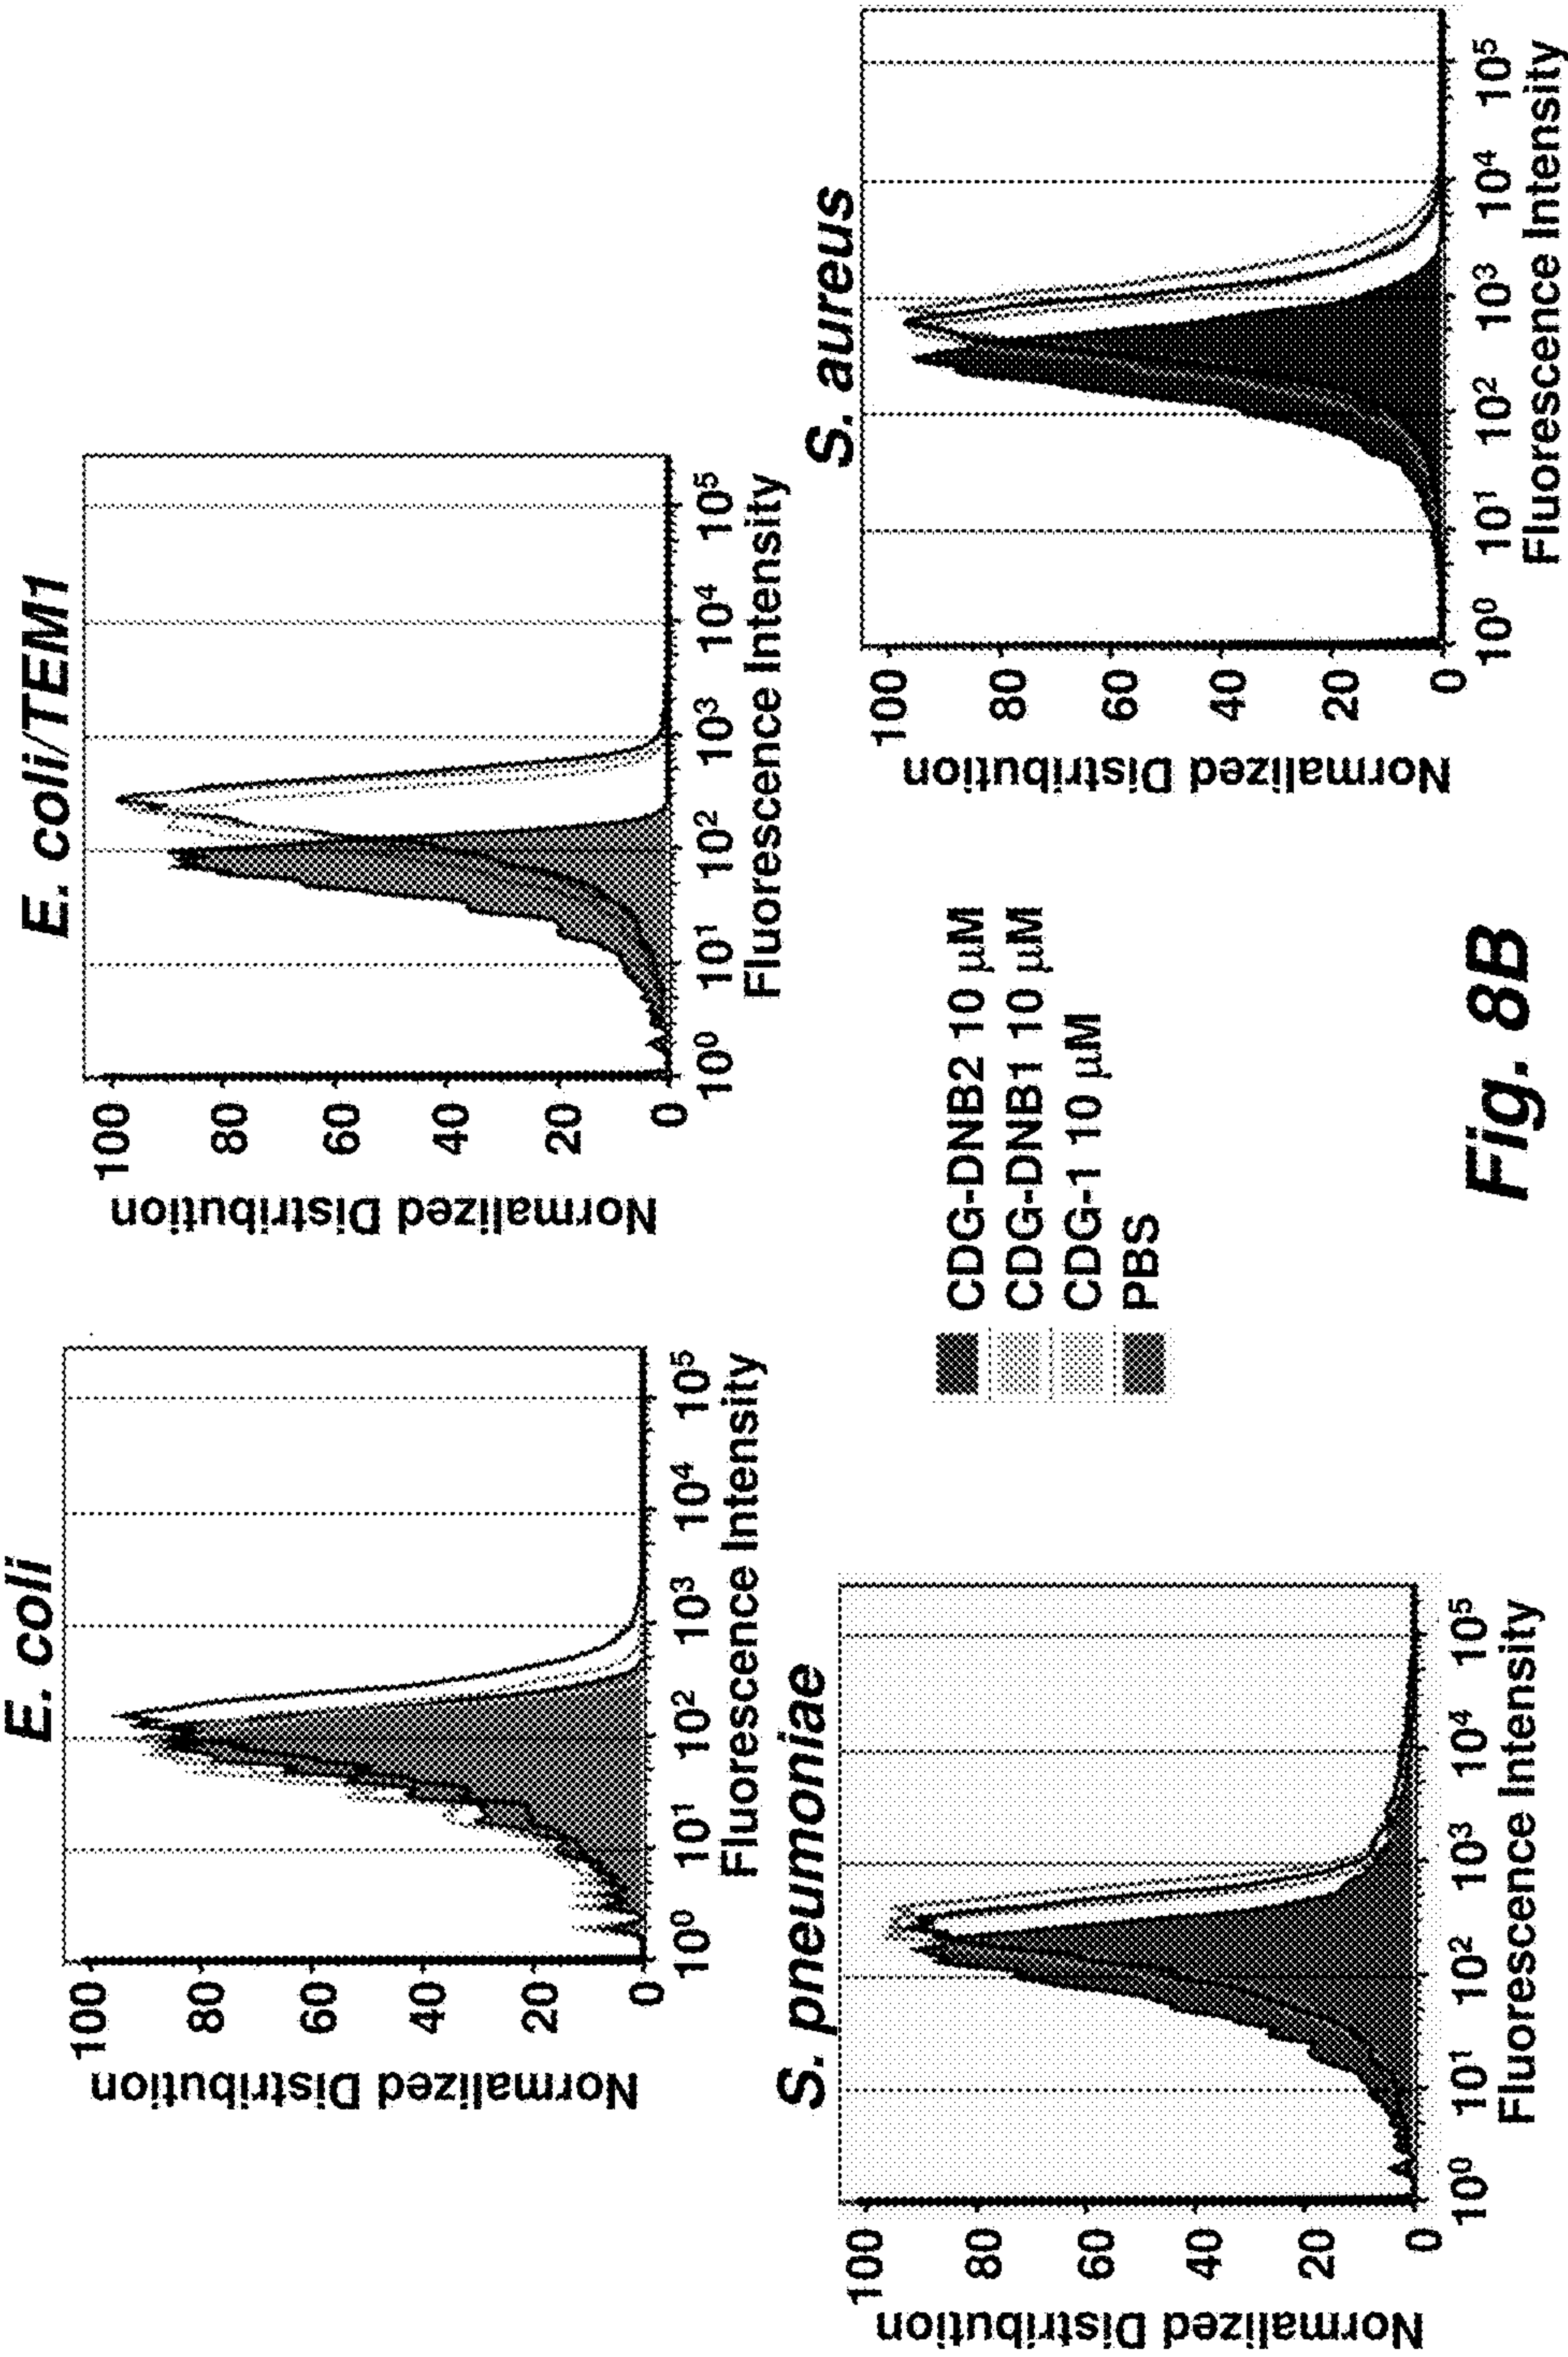 E. coli
Normalized Distribution
100
80
60
40
20
0
10⁰ 10¹ 10² 10³ 10⁴ 10⁵
Fluorescence Intensity
E. coli/TEM1
Normalized Distribution
100
80
60
40
20
0
10⁰ 10¹ 10² 10³ 10⁴ 10⁵
Fluorescence Intensity
S. pneumoniae
Normalized Distribution
100
80
60
40
20
0
10⁰ 10¹ 10² 10³ 10⁴ 10⁵
Fluorescence Intensity
CDG-DNB2 10 μM
CDG-DNB1 10 μM
CDG-1 10 μM
PBS
S. aureus
Normalized Distribution
100
80
60
40
20
0
10⁰ 10¹ 10² 10³ 10⁴ 10⁵
Fluorescence Intensity
Fig. 8B